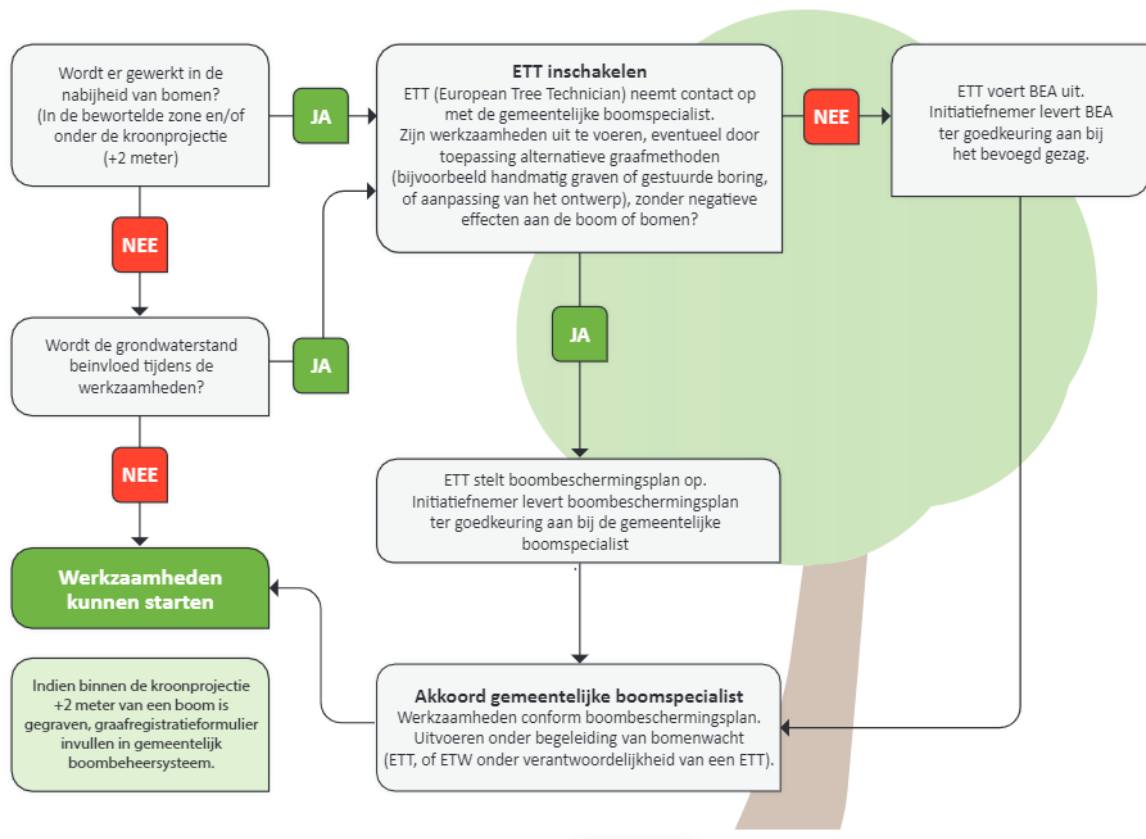 Wordt er gewerkt in de
nabijheid van bomen?
(In de bewortelde zone en/of
onder de kroonprojectie
(+2 meter)
JA
ETT inschakelen
ETT (European Tree Technician) neemt contact op
met de gemeentelijke boomspecialist.
Zijn werkzaamheden uit te voeren, eventueel door
toepassing alternatieve graafmethoden
(bijvoorbeeld handmatig graven of gestuurde boring,
of aanpassing van het ontwerp), zonder negatieve
effecten aan de boom of bomen?
NEE
ETT voert BEA uit.
Initiatiefnemer levert BEA
ter goedkeuring aan bij
het bevoegd gezag.
NEE
Wordt de grondwaterstand
beinvloed tijdens de
werkzaamheden?
JA
JA
NEE
ETT stelt boombeschermingsplan op.
Initiatiefnemer levert boombeschermingsplan
ter goedkeuring aan bij de gemeentelijke
boomspecialist
Werkzaamheden
kunnen starten
Indien binnen de kroonprojectie
+2 meter van een boom is
gegraven, graafregistratieformulier
invullen in gemeentelijk
boombeheersysteem.
Akkoord gemeentelijke boomspecialist
Werkzaamheden conform boombeschermingsplan.
Uitvoeren onder begeleiding van bomenwacht
(ETT, of ETW onder verantwoordelijkheid van een ETT).